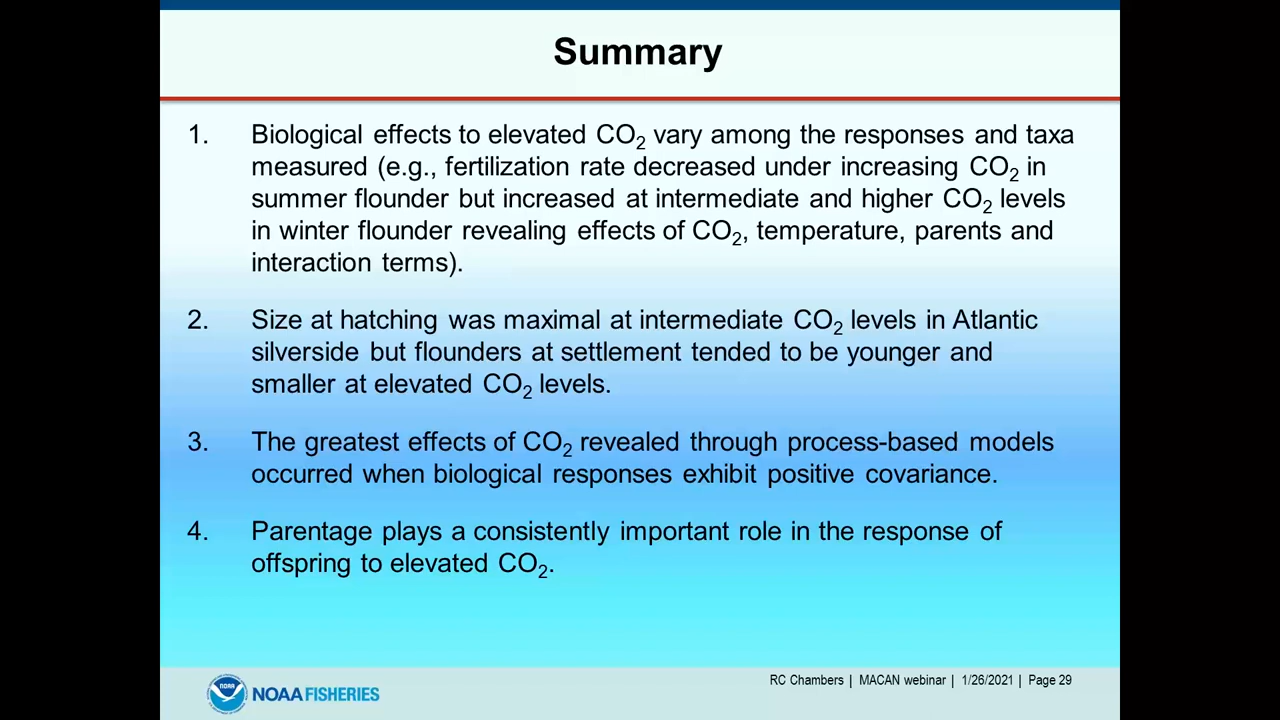 Summary
1. Biological effects to elevated CO2 vary among the responses and taxa
measured (e.g., fertilization rate decreased under increasing CO2 in
summer flounder but increased at intermediate and higher CO2 levels
in winter flounder revealing effects of CO2, temperature, parents and
interaction terms).
2. Size at hatching was maximal at intermediate CO2 levels in Atlantic
silverside but flounders at settlement tended to be younger and
smaller at elevated CO2 levels.
3. The greatest effects of CO2 revealed through process-based models
occurred when biological responses exhibit positive covariance.
4. Parentage plays a consistently important role in the response of
offspring to elevated CO2.
NOAA
NOAA FISHERIES
RC Chambers | MACAN webinar | 1/26/2021 | Page 29